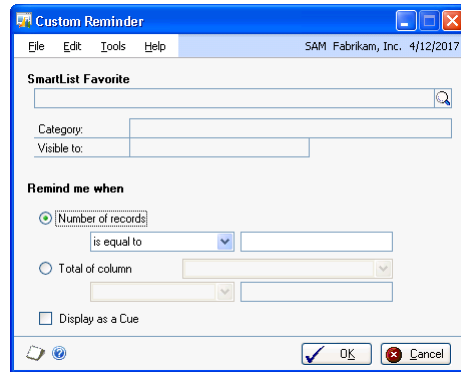 Custom Reminder
File Edit Tools Help SAM Fabrikam, Inc. 4/12/2017
SmartList Favorite
Category:
Visible to:
Remind me when
Number of records
is equal to
Total of column
Display as a Cue
OK Cancel